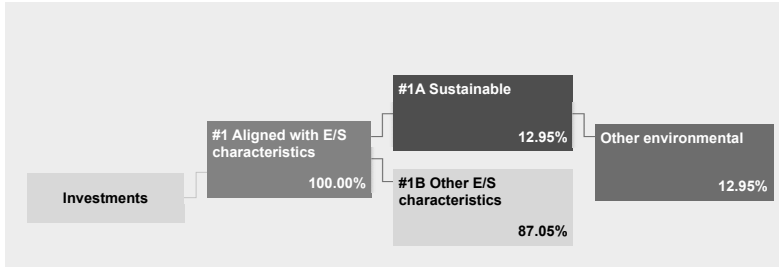 Investments
#1 Aligned with E/S
characteristics
100.00%
#1A Sustainable
12.95%
#1B Other E/S
characteristics
87.05%
Other environmental
12.95%